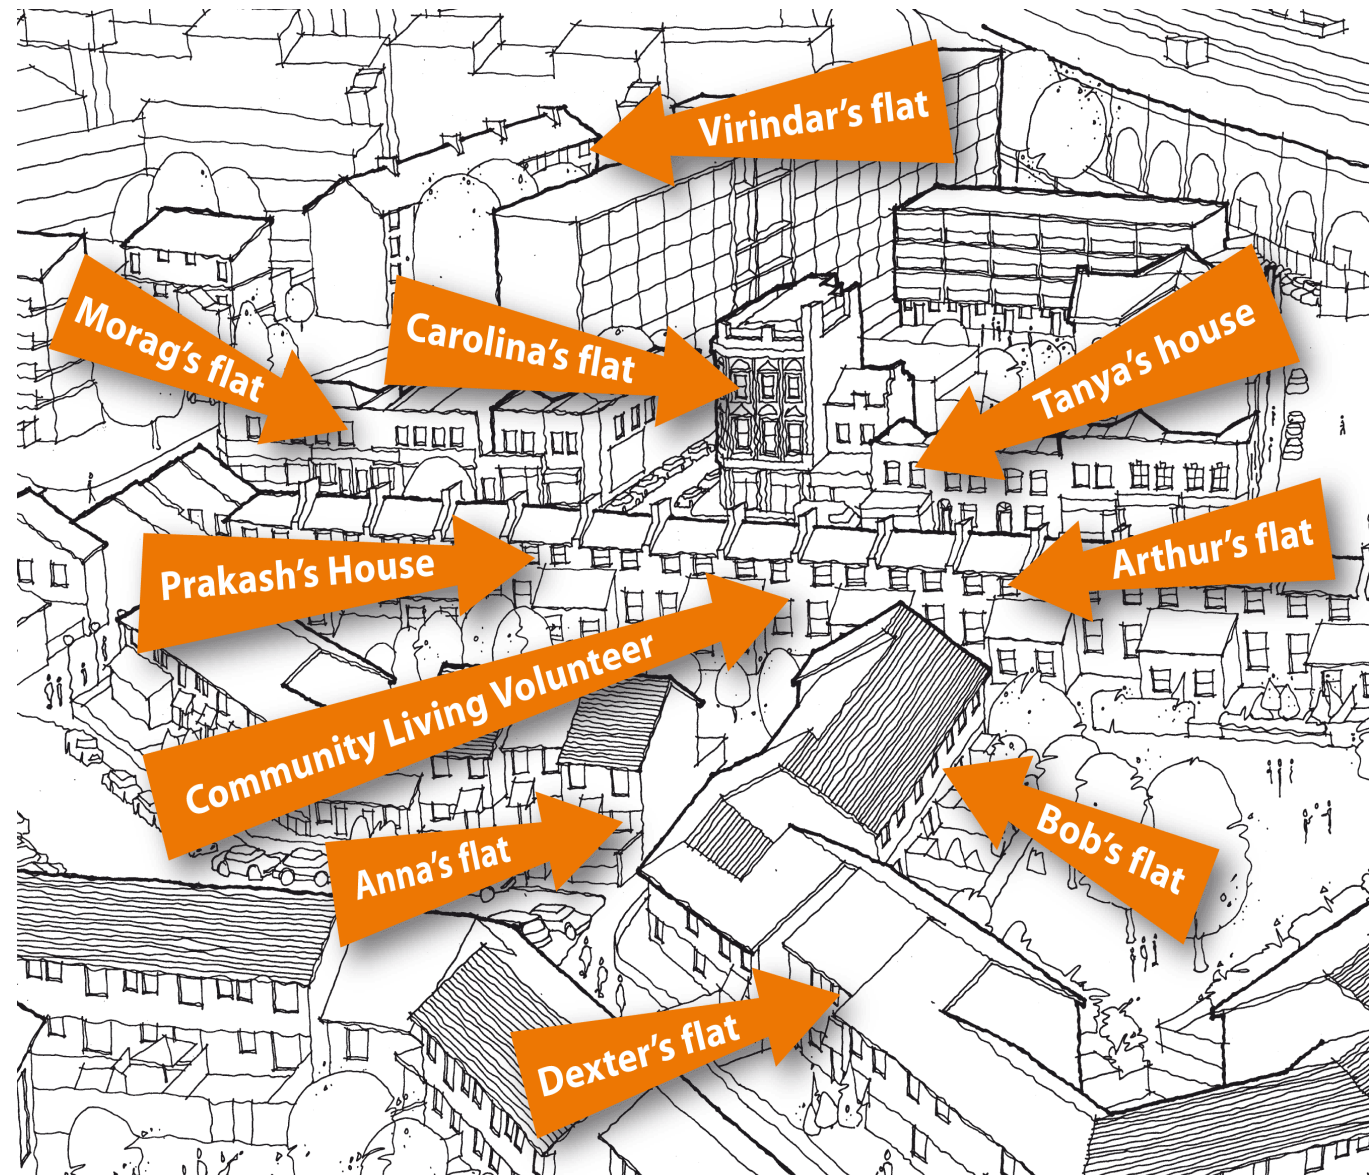 Virindar's flat
Morag's flat
Carolina's flat
Tanya's house
Prakash's House
Arthur's flat
Community Living Volunteer
Anna's flat
Bob's flat
Dexter's flat